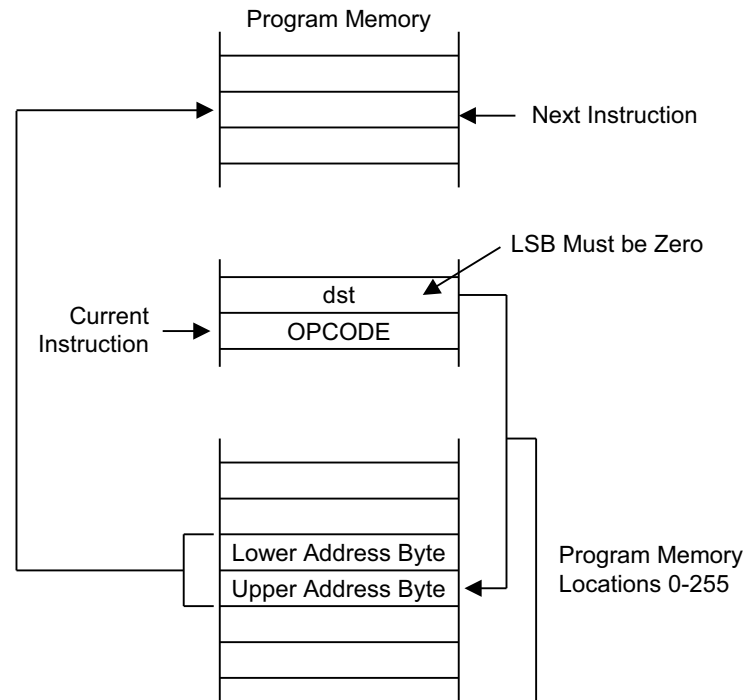 Program Memory
Next Instruction
LSB Must be Zero
dst
Current
Instruction
OPCODE
Lower Address Byte
Upper Address Byte
Program Memory
Locations 0-255